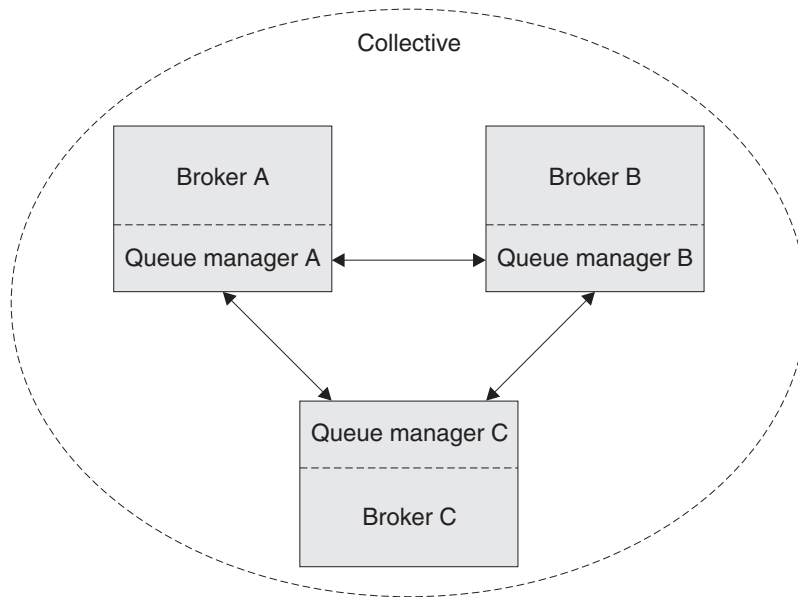 Collective
Broker A
Broker B
Queue manager A
Queue manager B
Queue manager C
Broker C